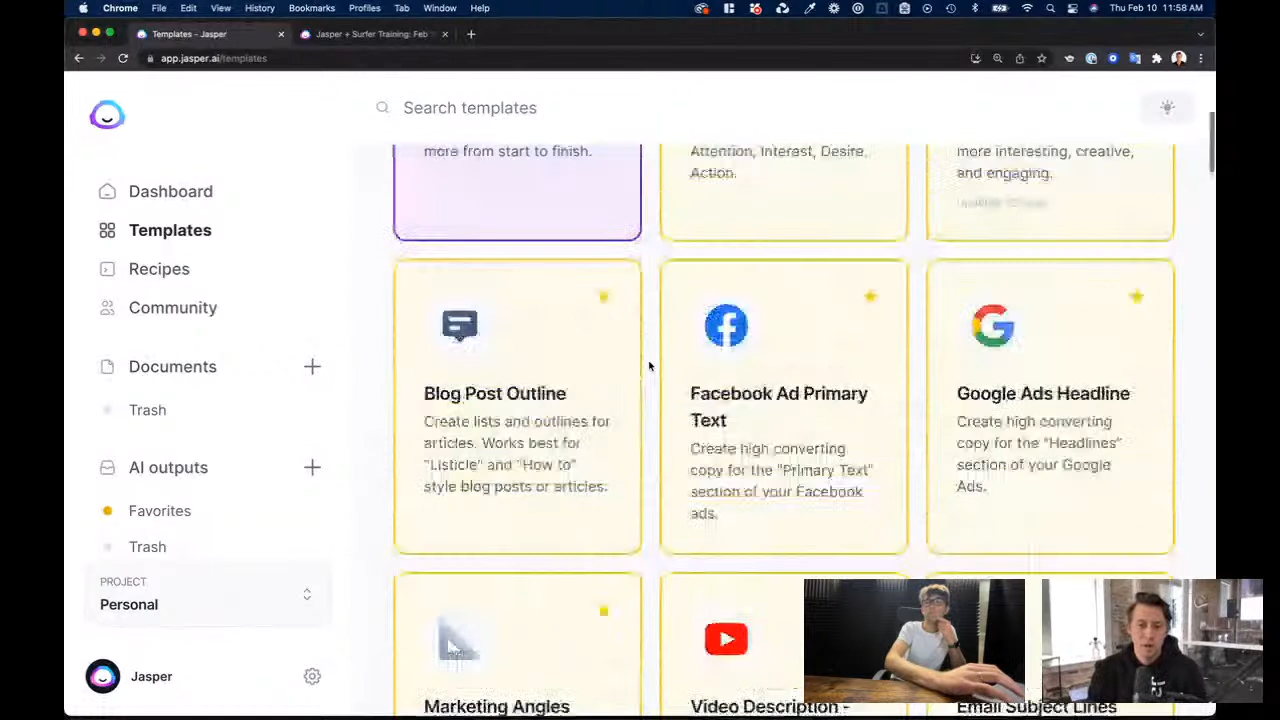 Chrome File Edit View History Bookmarks Profiles Tab Window Help
Thu Feb 10 11:58 AM
Templates - Jasper
Jasper + Surfer Training: Feb
app.jasper.ai/templates
Search templates
Dashboard
Templates
Recipes
Community
Documents
Trash
AI outputs
Favorites
Trash
PROJECT
Personal
Jasper
more from start to finish.
Attention, Interest, Desire,
Action.
more interesting, creative,
and engaging.
Blog Post Outline
Create lists and outlines for
articles. Works best for
"Listicle" and "How to"
style blog posts or articles.
Facebook Ad Primary
Text
Create high converting
copy for the "Primary Text"
section of your Facebook
ads.
Google Ads Headline
Create high converting
copy for the "Headlines"
section of your Google
Ads.
Marketing Angles
Video Description -
Email Subject Lines